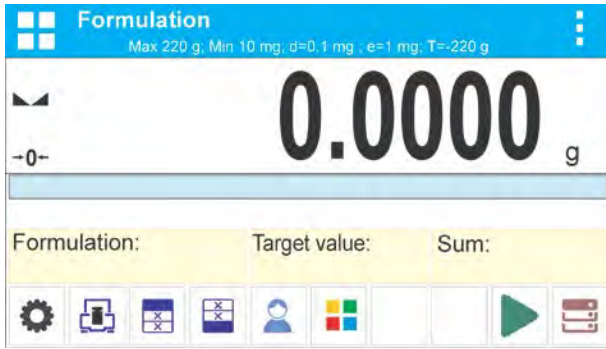 Formulation
Max 220 g; Min 10 mg; d=0.1 mg ; e=1 mg; T=-220 g
0.0000 g
→0←
Formulation: Target value: Sum: